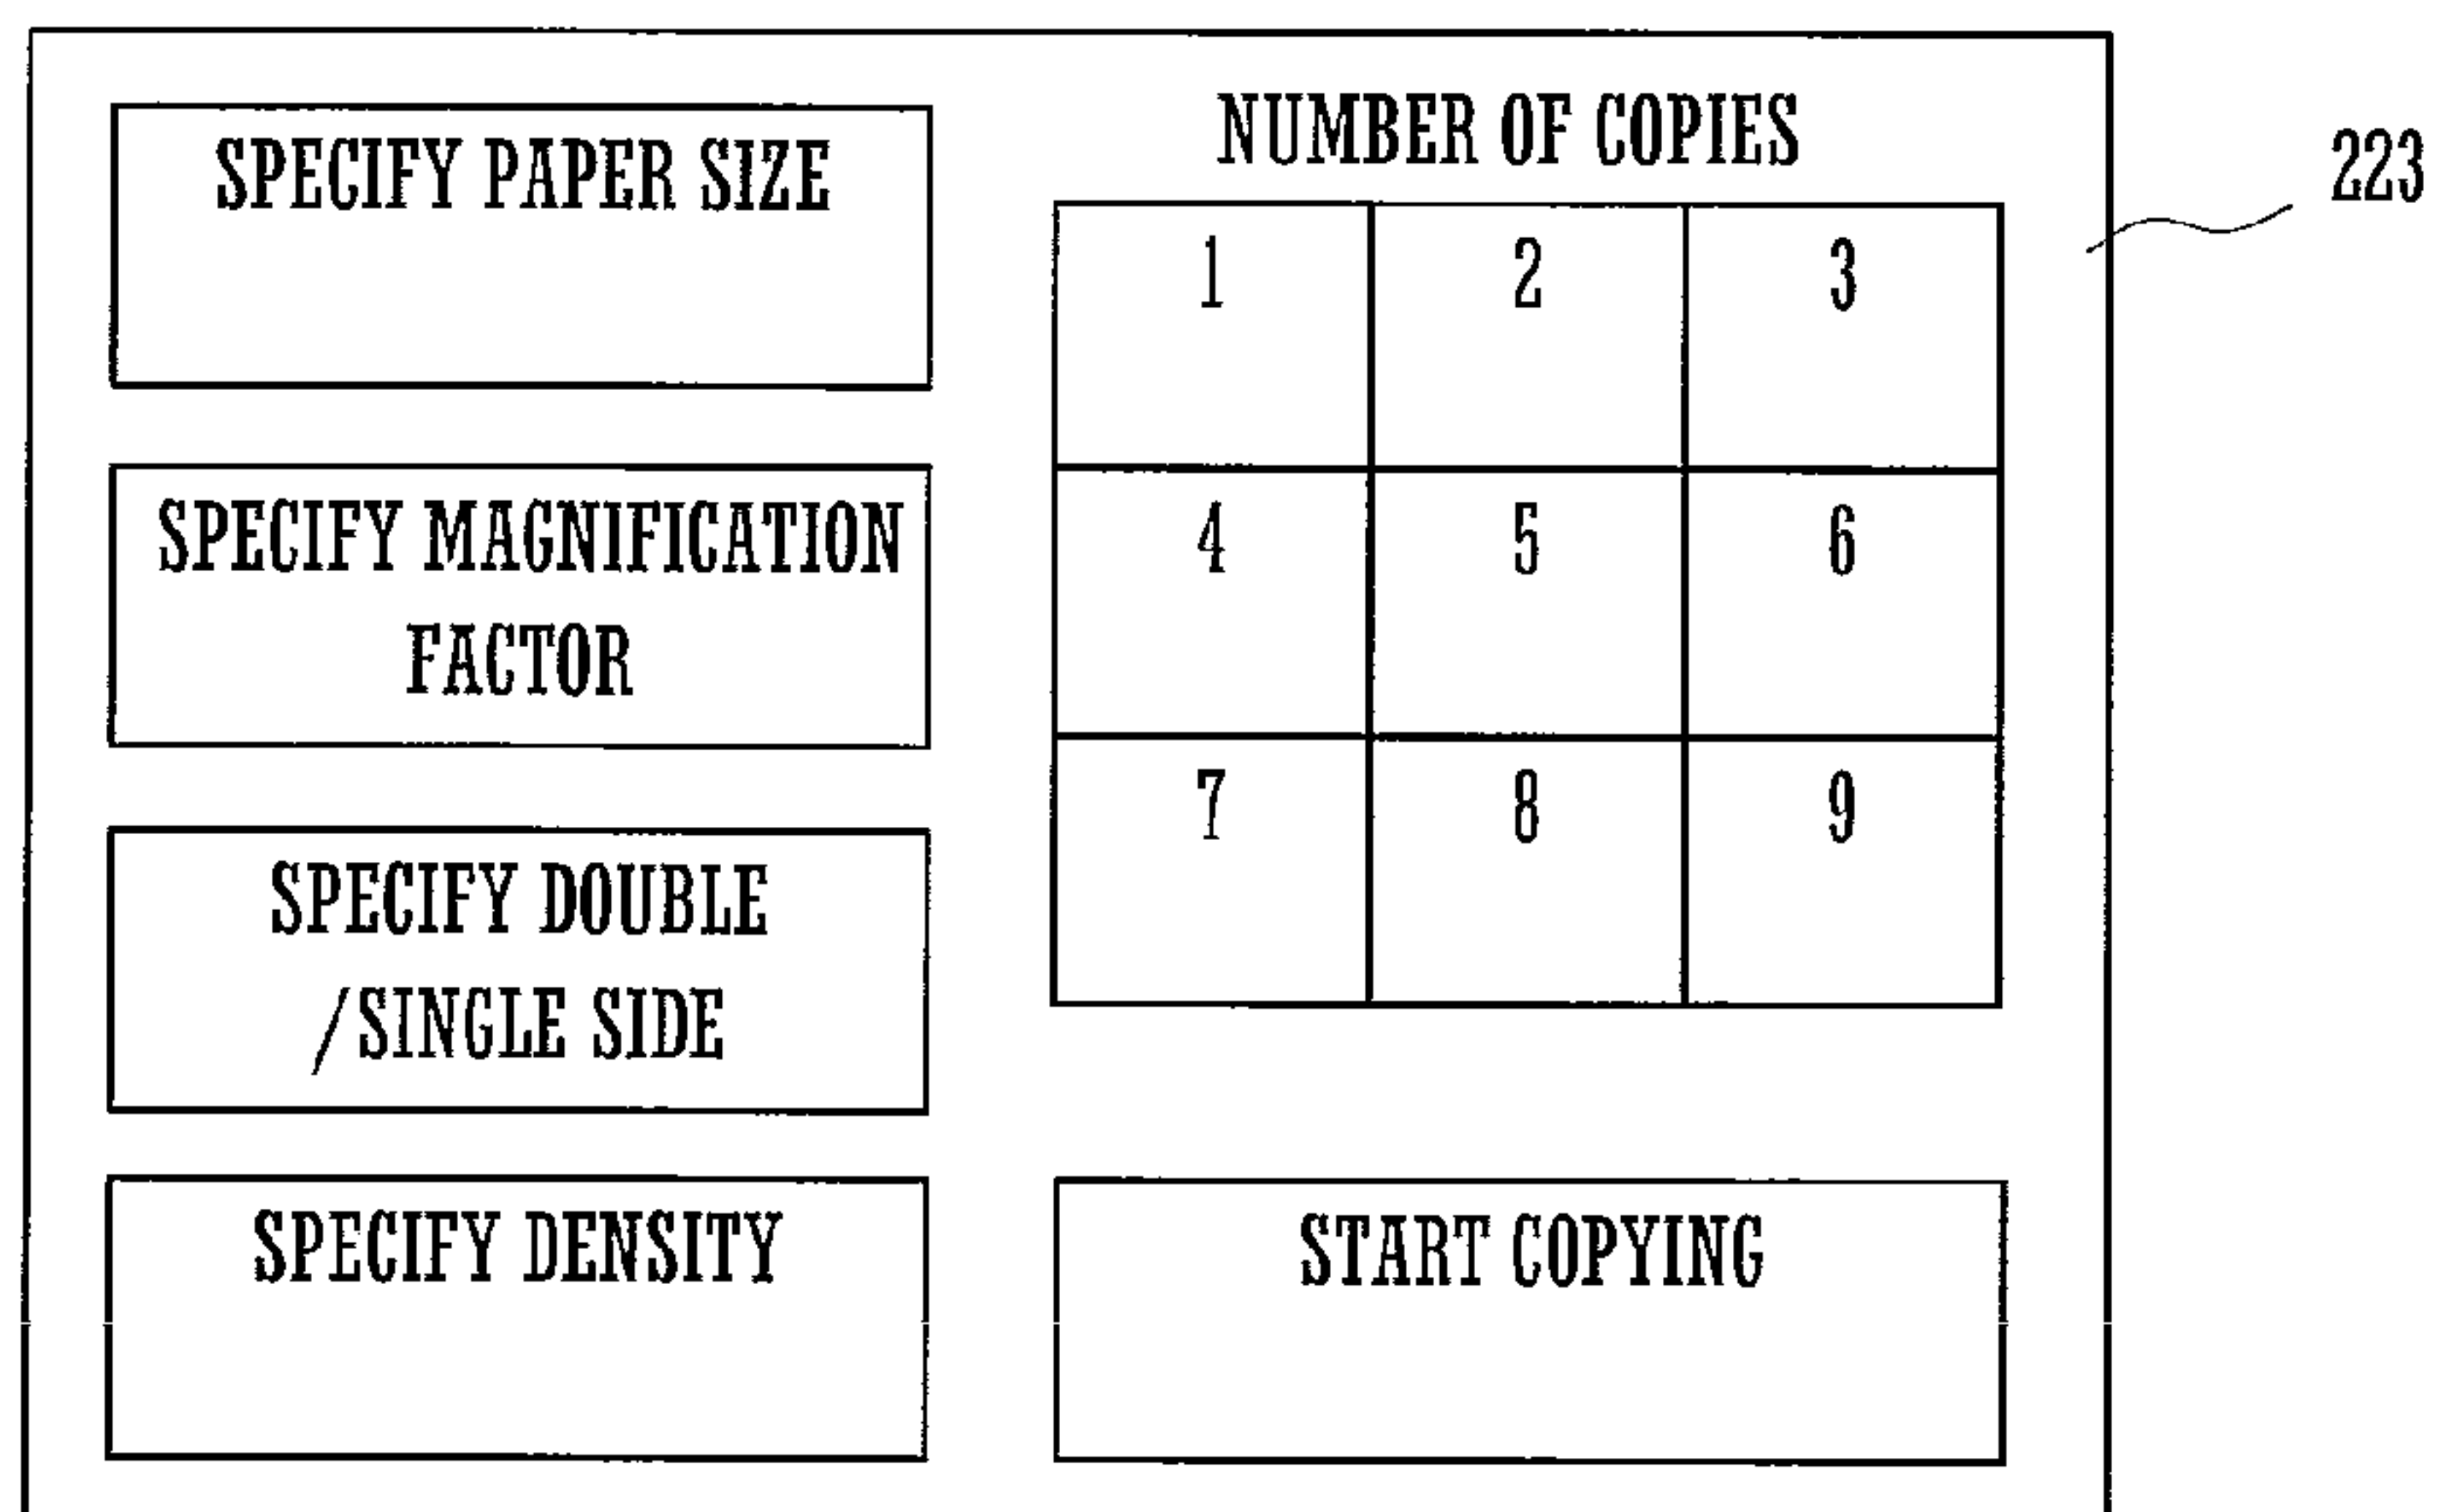 SPECIFY PAPER SIZE
SPECIFY MAGNIFICATION
FACTOR
SPECIFY DOUBLE
/SINGLE SIDE
SPECIFY DENSITY
NUMBER OF COPIES
1 2 3
4 5 6
7 8 9
START COPYING
223